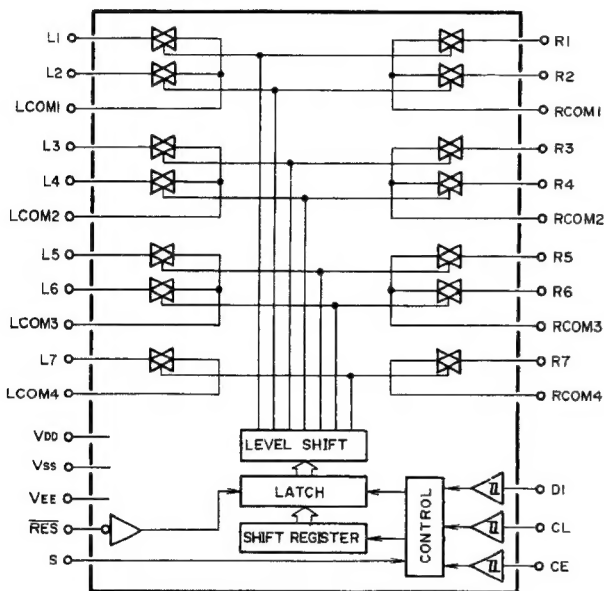 L1
R1
L2
R2
LCOM1
RCOM1
L3
R3
L4
R4
LCOM2
RCOM2
L5
R5
L6
R6
LCOM3
RCOM3
L7
R7
LCOM4
RCOM4
LEVEL SHIFT
VDD
VSS
LATCH
DI
VEE
CONTROL
RES
SHIFT REGISTER
CL
S
CE